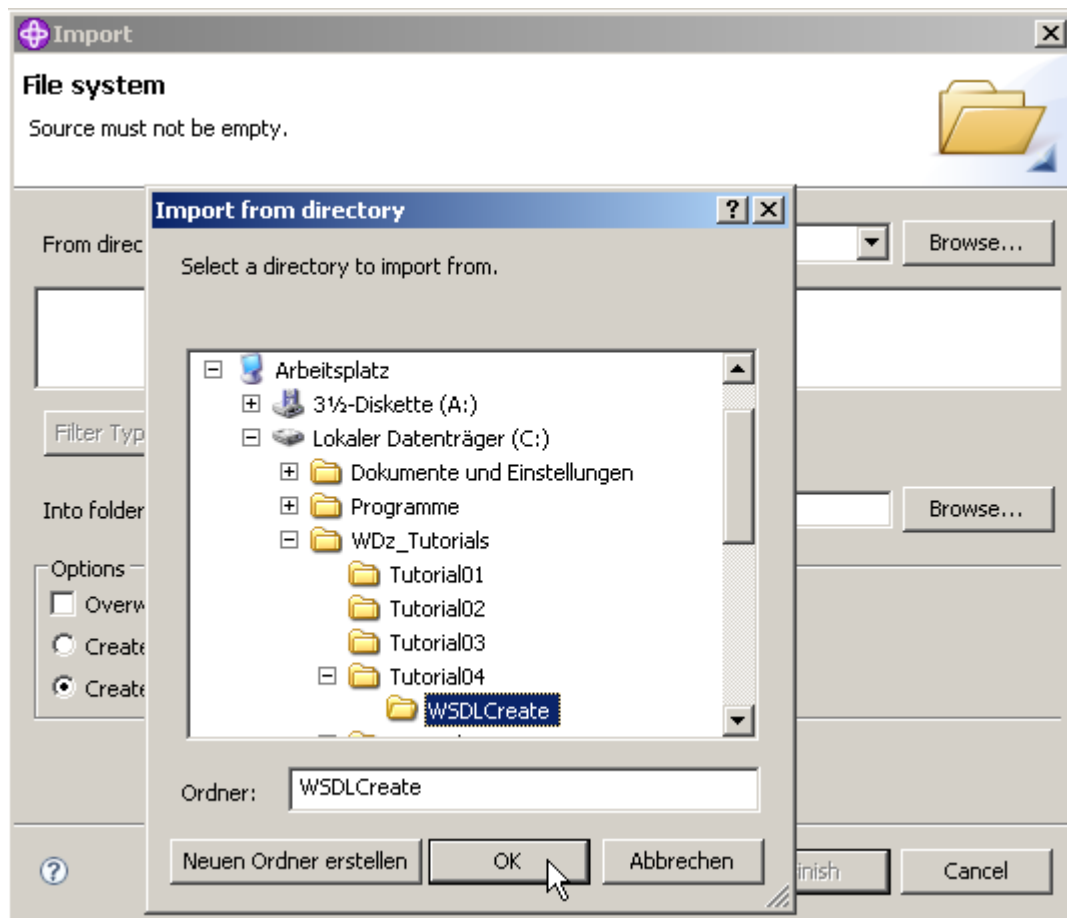 Import
File system
Source must not be empty.
Import from directory
From direc
Browse...
Select a directory to import from.
Arbeitsplatz
3½-Diskette (A:)
Filter Typ
Lokaler Datenträger (C:)
Dokumente und Einstellungen
Into folder
Programme
Browse...
WDz_Tutorials
Options
Tutorial01
Overw
Tutorial02
Create
Tutorial03
Create
Tutorial04
WSDLCreate
Ordner: WSDLCreate
Neuen Ordner erstellen
OK
Abbrechen
inish
Cancel